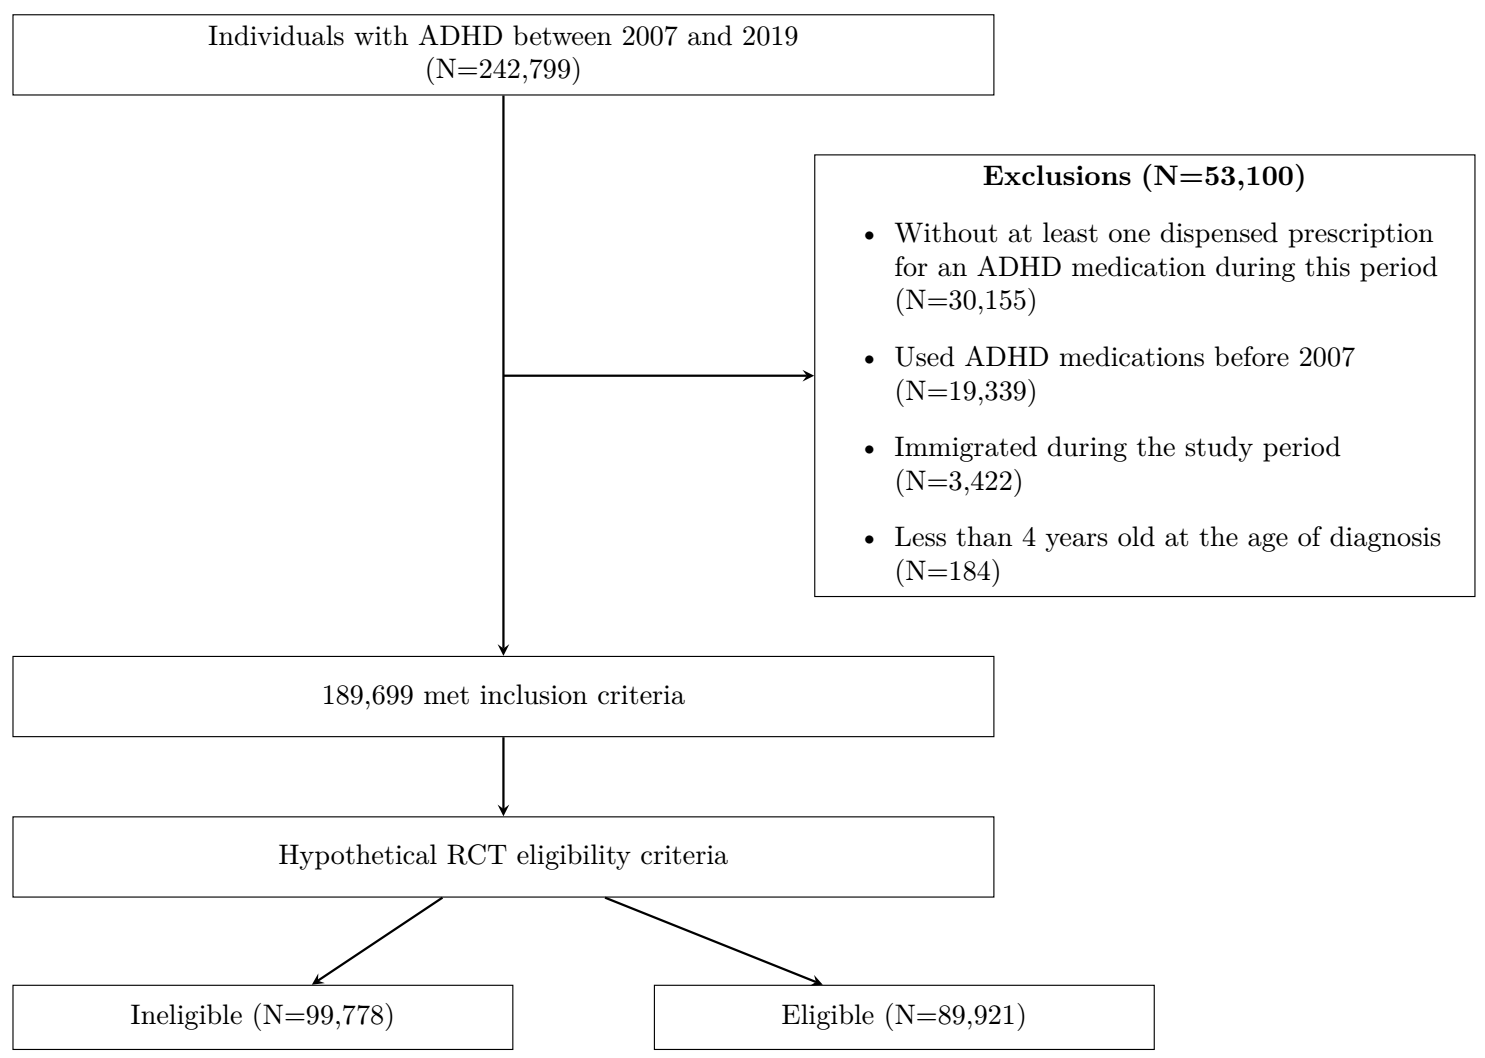 Individuals with ADHD between 2007 and 2019
(N=242,799)
Exclusions (N=53,100)
• Without at least one dispensed prescription
for an ADHD medication during this period
(N=30,155)
• Used ADHD medications before 2007
(N=19,339)
• Immigrated during the study period
(N=3,422)
• Less than 4 years old at the age of diagnosis
(N=184)
189,699 met inclusion criteria
Hypothetical RCT eligibility criteria
Ineligible (N=99,778)
Eligible (N=89,921)